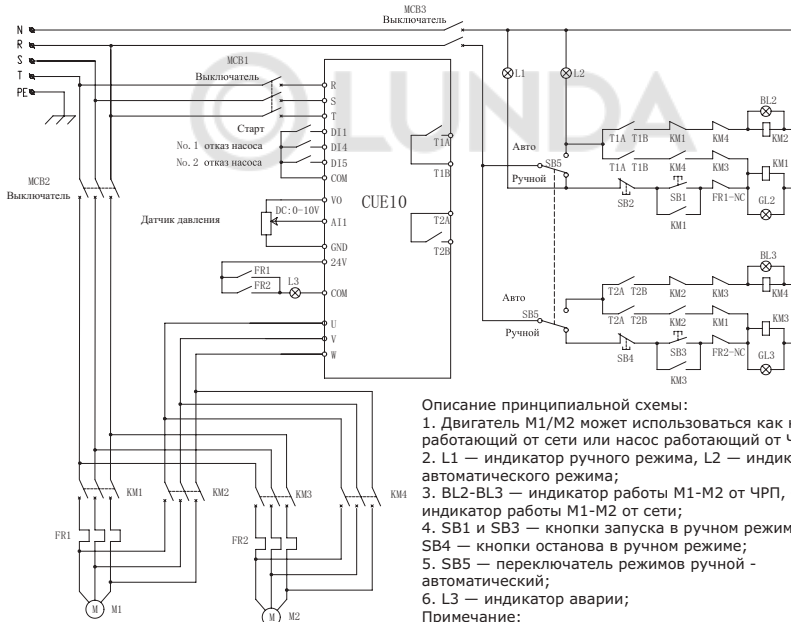 MCB3
Выключатель
N
R
S
T
PE
MCB1
Выключатель
LUNDA
L1
L2
R
S
T
Старт
DI1
No. 1 отказ насоса
DI4
No. 2 отказ насоса
DI5
COM
T1A
T1B
CUE10
Авто
SB5
Ручной
T1A T1B
KM1
KM4
BL2
KM2
T1A T1B
KM4
KM3
KM1
SB2
SB1
FR1-NC
GL2
KM1
MCB2
Выключатель
Датчик давления
DC:0-10V
VO
AI1
GND
24V
COM
T2A
T2B
FR1
FR2
L3
U
V
W
Авто
SB5
Ручной
T2A T2B
KM2
KM3
BL3
KM4
T2A T2B
KM2
KM1
KM3
SB4
SB3
FR2-NC
GL3
KM3
KM1
KM2
KM3
KM4
FR1
FR2
M
M1
M
M2
Описание принципиальной схемы:
1. Двигатель M1/M2 может использоваться как
работающий от сети или насос работающий от
2. L1 — индикатор ручного режима, L2 —
автоматического режима;
3. BL2-BL3 — индикатор работы M1-M2 от ЧРП,
индикатор работы M1-M2 от сети;
4. SB1 и SB3 — кнопки запуска в ручном
SB4 — кнопки останова в ручном режиме;
5. SB5 — переключатель режимов ручной -
автоматический;
6. L3 — индикатор аварии;
Примечание: